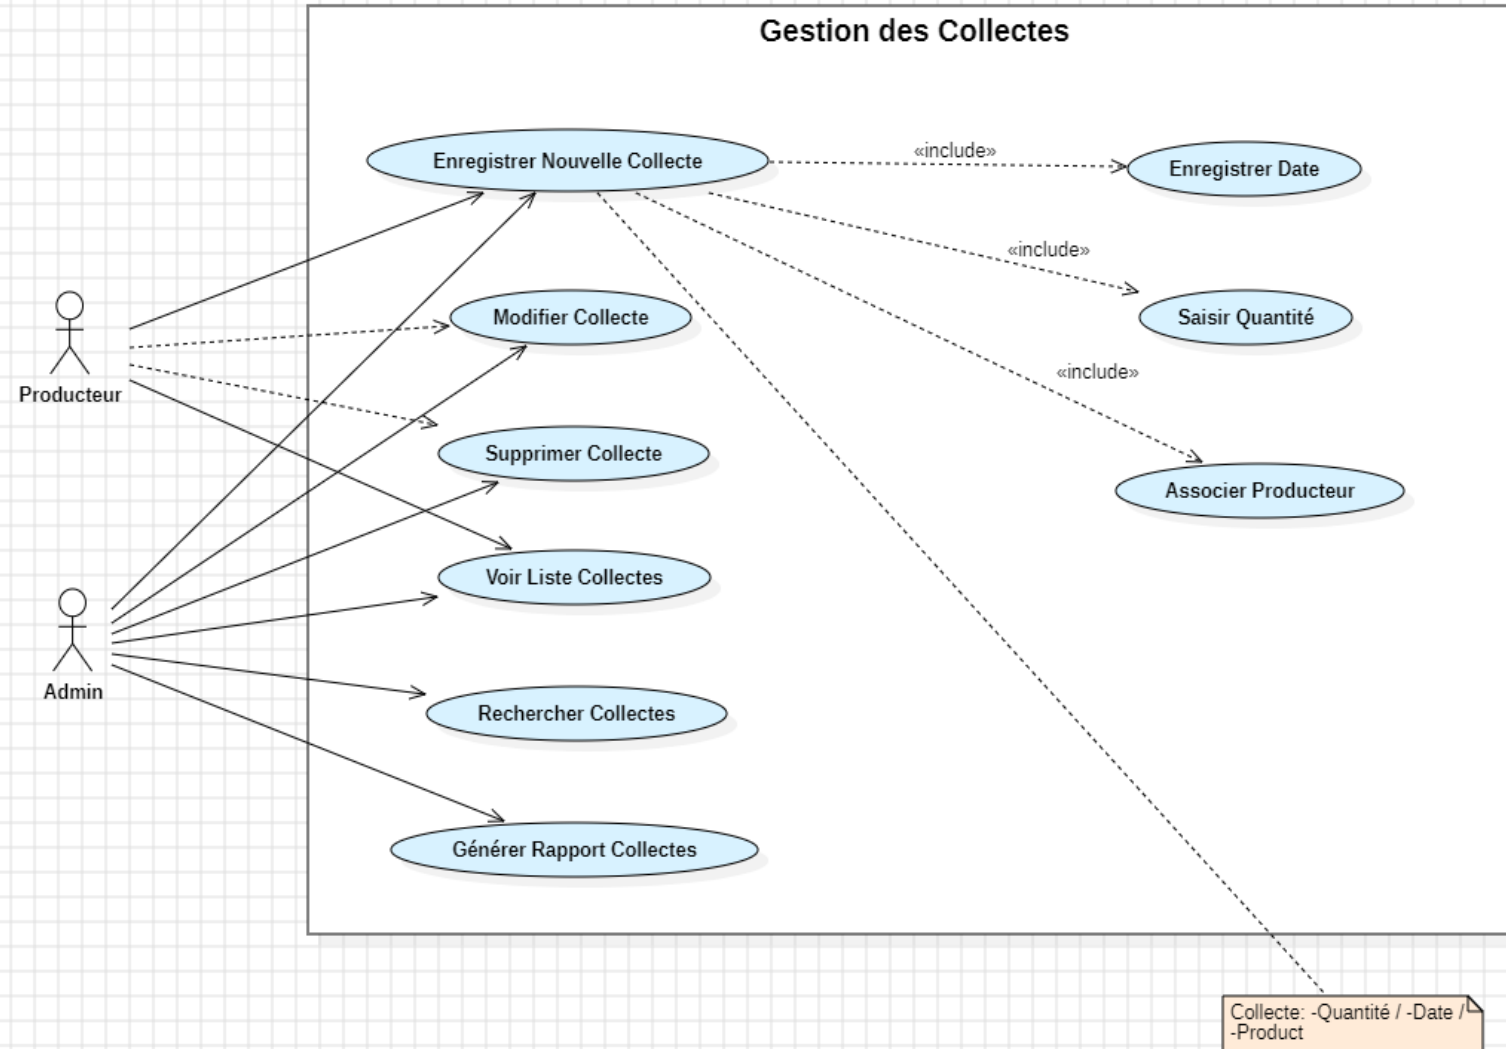 Gestion des Collectes
Enregistrer Nouvelle Collecte
«include»
Enregistrer Date
«include»
Modifier Collecte
Saisir Quantité
Producteur
«include»
Supprimer Collecte
Associer Producteur
Voir Liste Collectes
Admin
Rechercher Collectes
Générer Rapport Collectes
Collecte: -Quantité / -Date /
-Product